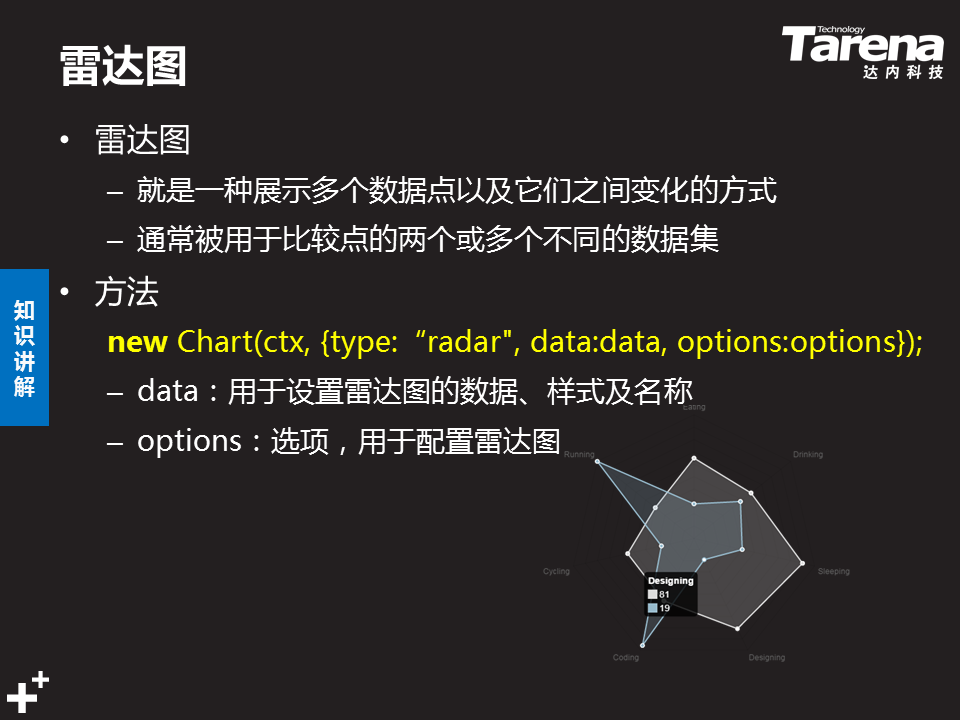 雷达图
Technology
Tarena
达内科技
• 雷达图
– 就是一种展示多个数据点以及它们之间变化的方式
– 通常被用于比较点的两个或多个不同的数据集
• 方法
new Chart(ctx, {type:“radar", data:data, options:options});
– data：用于设置雷达图的数据、样式及名称
– options：选项，用于配置雷达图
知识讲解
Eating
Running
Drinking
Cycling
Sleeping
Designing
81
19
Coding
Designing